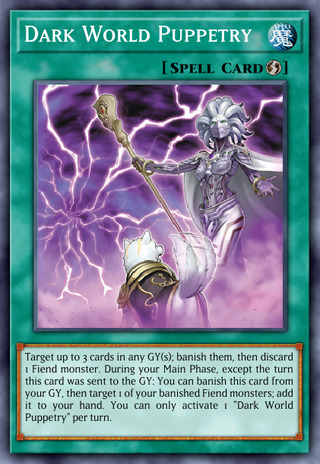 Dark World Puppetry
[Spell Card]
Target up to 3 cards in any GY(s); banish them, then discard
1 Fiend monster. During your Main Phase, except the turn
this card was sent to the GY: You can banish this card from
your GY, then target 1 of your banished Fiend monsters; add
it to your hand. You can only activate 1 "Dark World
Puppetry" per turn.